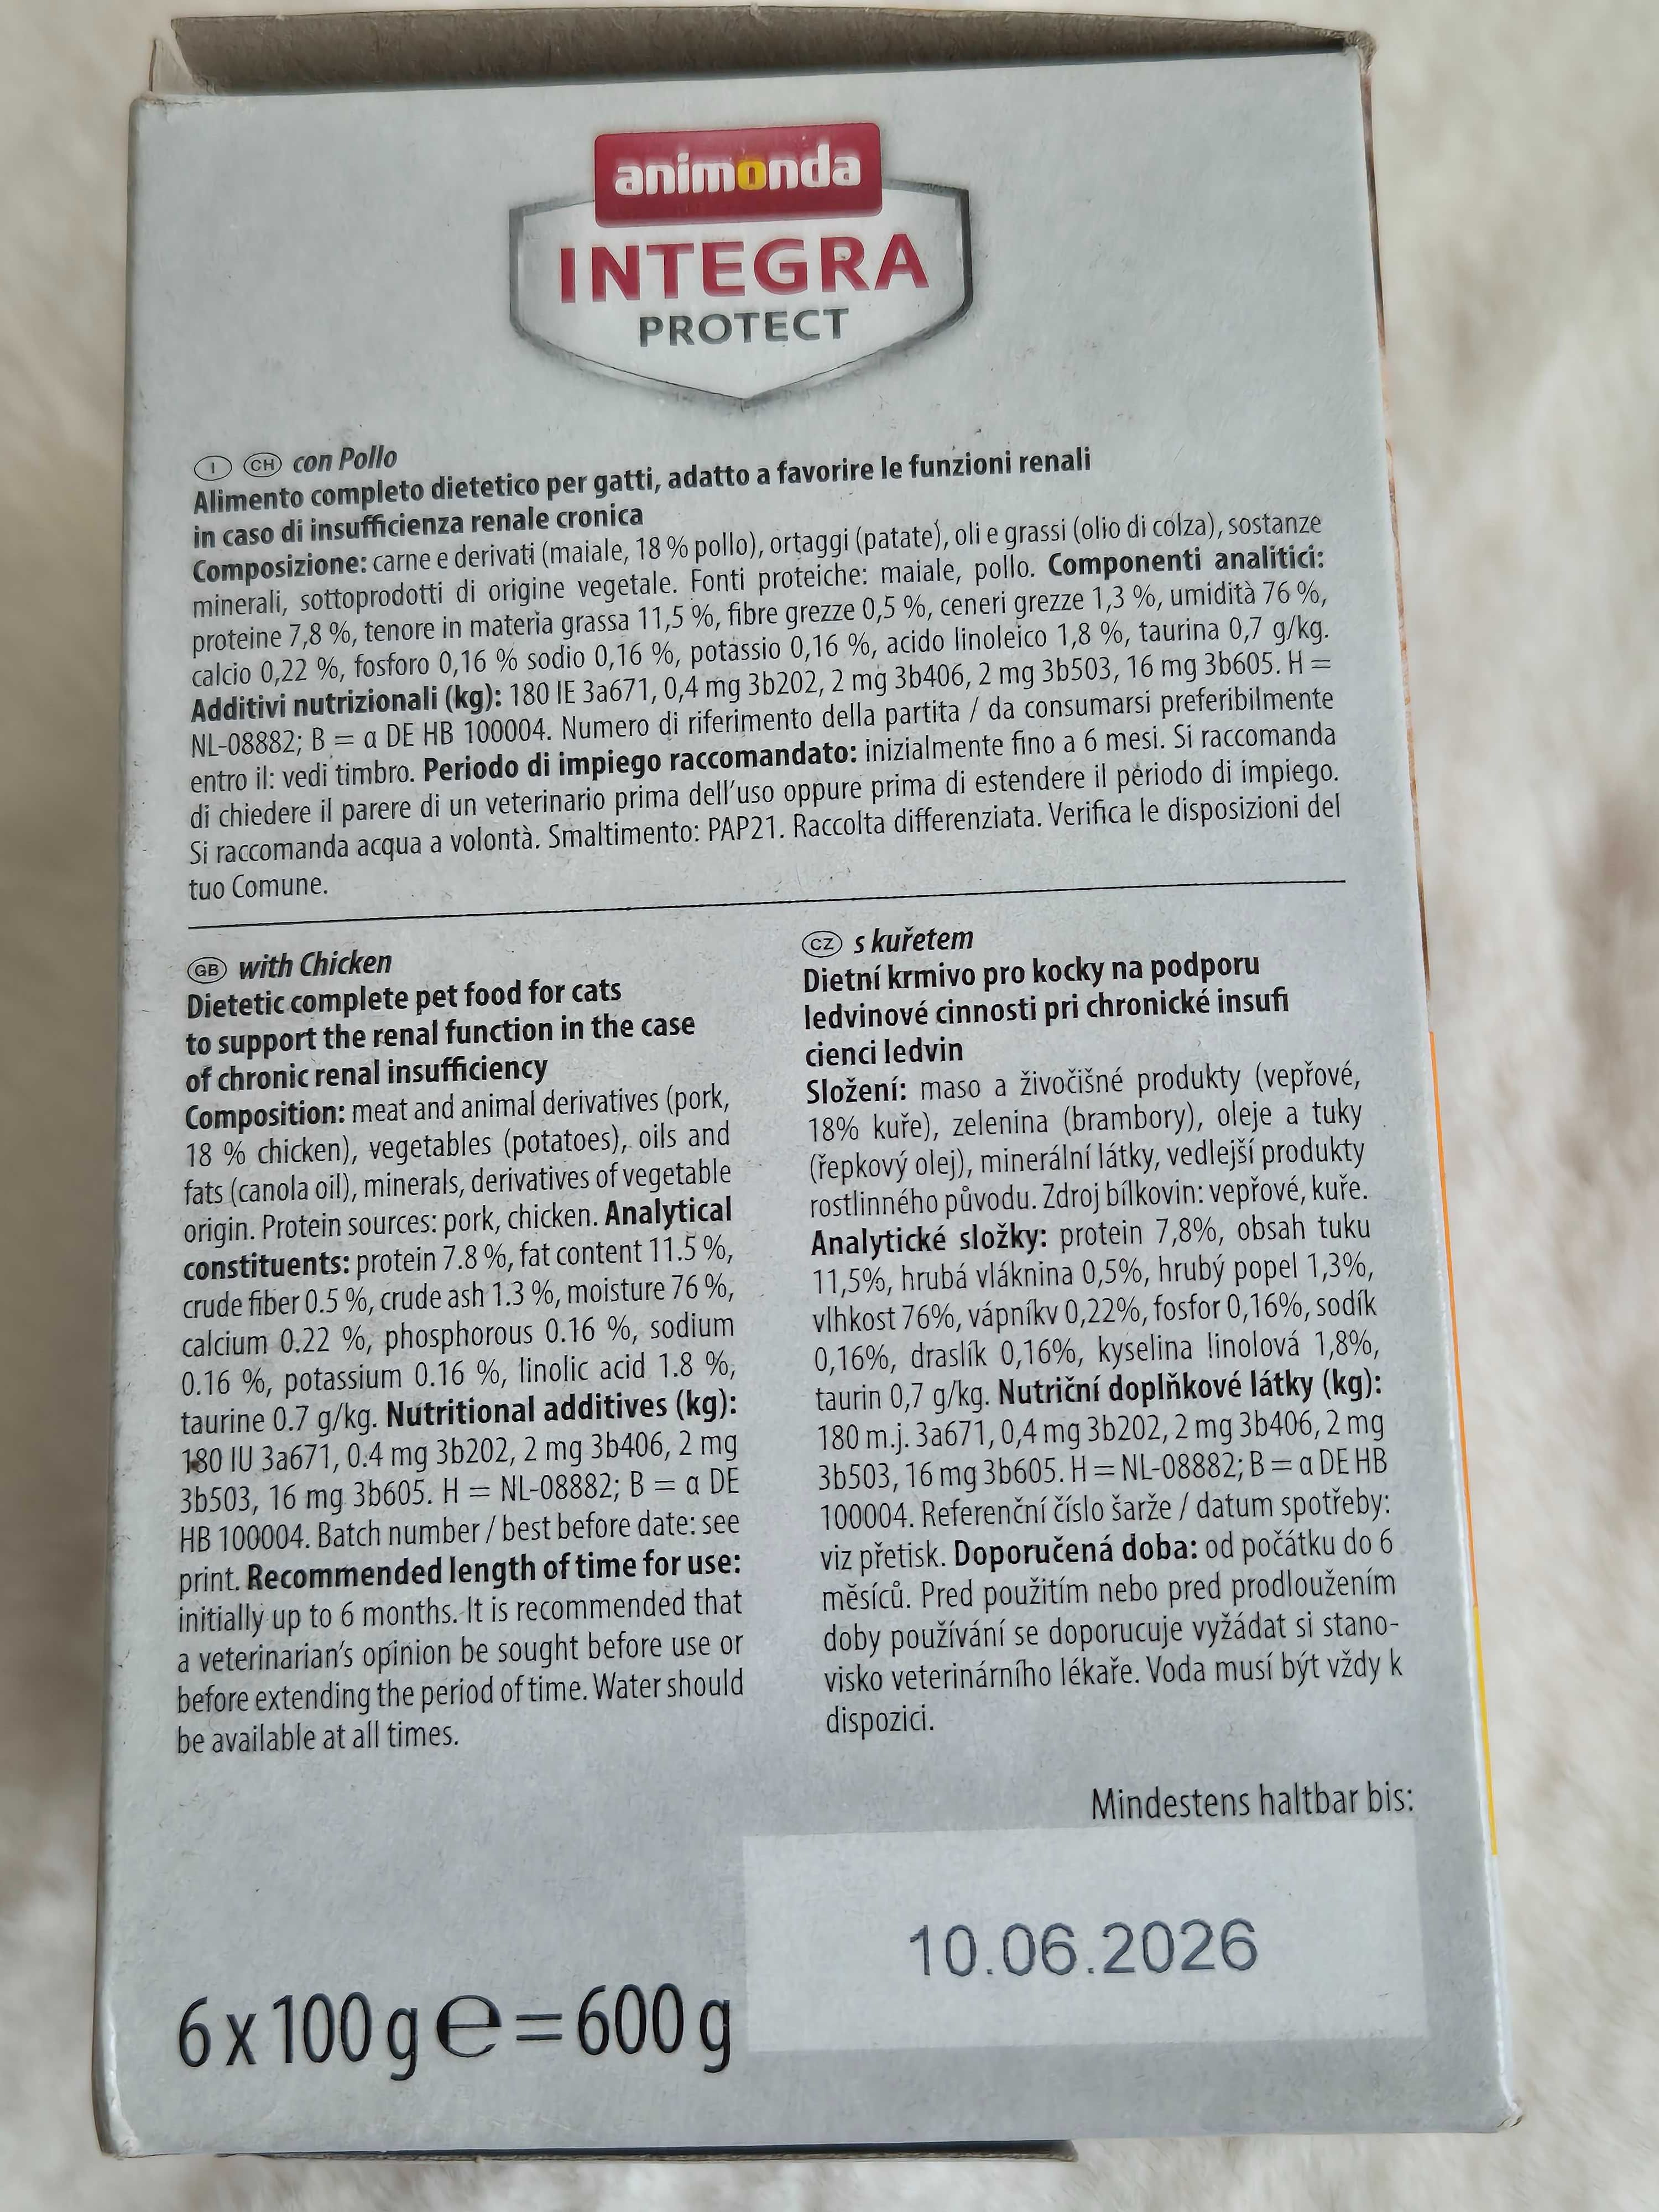 animonda
INTEGRA
PROTECT
I CH con Pollo
Alimento completo dietetico per gatti, adatto a favorire le funzioni renali
in caso di insufficienza renale cronica
Composizione: carne e derivati (maiale, 18 % pollo), ortaggi (patate), oli e grassi (olio di colza), sostanze
minerali, sottoprodotti di origine vegetale. Fonti proteiche: maiale, pollo. Componenti analitici:
proteine 7,8 %, tenore in materia grassa 11,5 %, fibre grezze 0,5 %, ceneri grezze 1,3 %, umidità 76 %,
calcio 0,22 %, fosforo 0,16 % sodio 0,16 %, potassio 0,16 %, acido linoleico 1,8 %, taurina 0,7 g/kg.
Additivi nutrizionali (kg): 180 IE 3a671, 0,4 mg 3b202, 2 mg 3b406, 2 mg 3b503, 16 mg 3b605. H =
NL-08882; B = α DE HB 100004. Numero di riferimento della partita / da consumarsi preferibilmente
entro il: vedi timbro. Periodo di impiego raccomandato: inizialmente fino a 6 mesi. Si raccomanda
di chiedere il parere di un veterinario prima dell'uso oppure prima di estendere il periodo di impiego.
Si raccomanda acqua a volontà. Smaltimento: PAP21. Raccolta differenziata. Verifica le disposizioni del
tuo Comune.
GB with Chicken
Dietetic complete pet food for cats
to support the renal function in the case
of chronic renal insufficiency
Composition: meat and animal derivatives (pork,
18 % chicken), vegetables (potatoes), oils and
fats (canola oil), minerals, derivatives of vegetable
origin. Protein sources: pork, chicken. Analytical
constituents: protein 7.8 %, fat content 11.5 %,
crude fiber 0.5 %, crude ash 1.3 %, moisture 76 %,
calcium 0.22 %, phosphorous 0.16 %, sodium
0.16 %, potassium 0.16 %, linolic acid 1.8 %,
taurine 0.7 g/kg. Nutritional additives (kg):
180 IU 3a671, 0.4 mg 3b202, 2 mg 3b406, 2 mg
3b503, 16 mg 3b605. H = NL-08882; B = α DE
HB 100004. Batch number / best before date: see
print. Recommended length of time for use:
initially up to 6 months. It is recommended that
a veterinarian's opinion be sought before use or
before extending the period of time. Water should
be available at all times.
CZ s kuřetem
Dietní krmivo pro kocky na podporu
ledvinové cinnosti pri chronické insufi
cienci ledvin
Složení: maso a živočišné produkty (vepřové,
18% kuře), zelenina (brambory), oleje a tuky
(řepkový olej), minerální látky, vedlejší produkty
rostlinného původu. Zdroj bílkovin: vepřové, kuře.
Analytické složky: protein 7,8%, obsah tuku
11,5%, hrubá vláknina 0,5%, hrubý popel 1,3%,
vlhkost 76%, vápníkv 0,22%, fosfor 0,16%, sodík
0,16%, draslík 0,16%, kyselina linolová 1,8%,
taurin 0,7 g/kg. Nutriční doplňkové látky (kg):
180 m.j. 3a671, 0,4 mg 3b202, 2 mg 3b406, 2 mg
3b503, 16 mg 3b605. H = NL-08882; B = α DE HB
100004. Referenční číslo šarže / datum spotřeby:
viz přetisk. Doporučená doba: od počátku do 6
měsíců. Pred použitím nebo pred prodloužením
doby používání se doporucuje vyžádat si stano-
visko veterinárního lékaře. Voda musí být vždy k
dispozici.
Mindestens haltbar bis:
10.06.2026
6 x 100 g e = 600 g